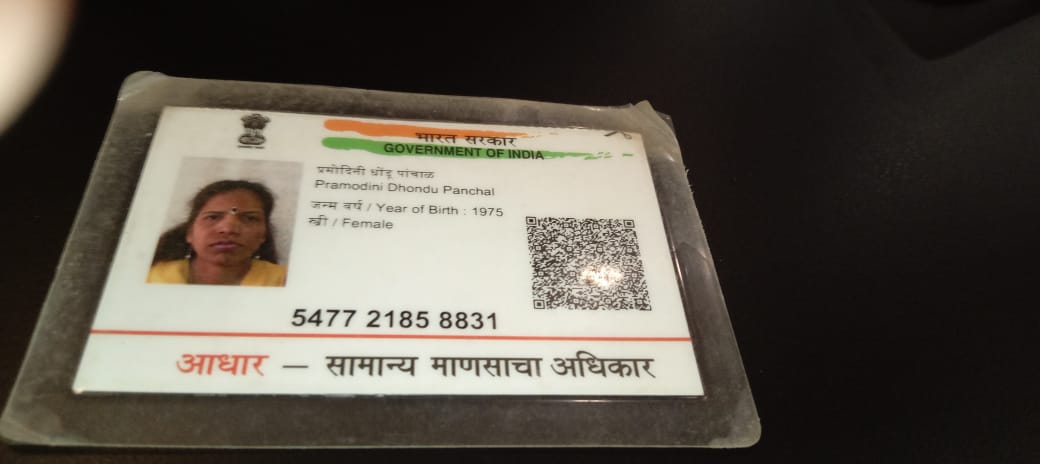 भारत सरकार
GOVERNMENT OF INDIA
प्रमोदिनी धोंडू पांचाळ
Pramodini Dhondu Panchal
जन्म वर्ष / Year of Birth : 1975
स्त्री / Female
5477 2185 8831
आधार — सामान्य माणसाचा अधिकार